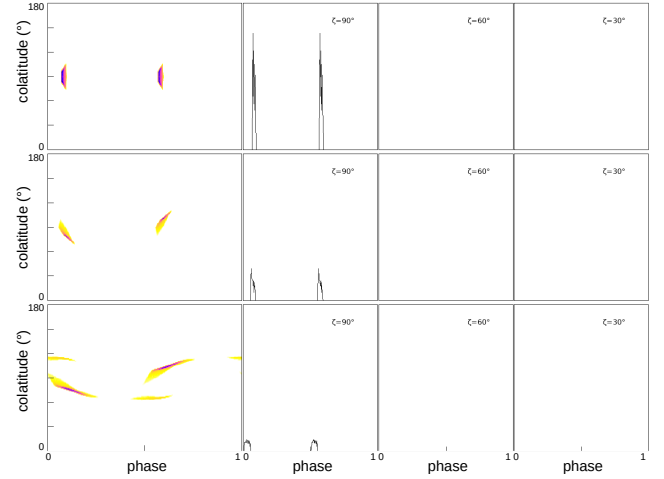 180
colatitude (°)
0
ζ=90°
ζ=60°
ζ=30°
180
colatitude (°)
0
ζ=90°
ζ=60°
ζ=30°
180
colatitude (°)
0
ζ=90°
ζ=60°
ζ=30°
0 1 0 1 0 1 0 1
phase phase phase phase